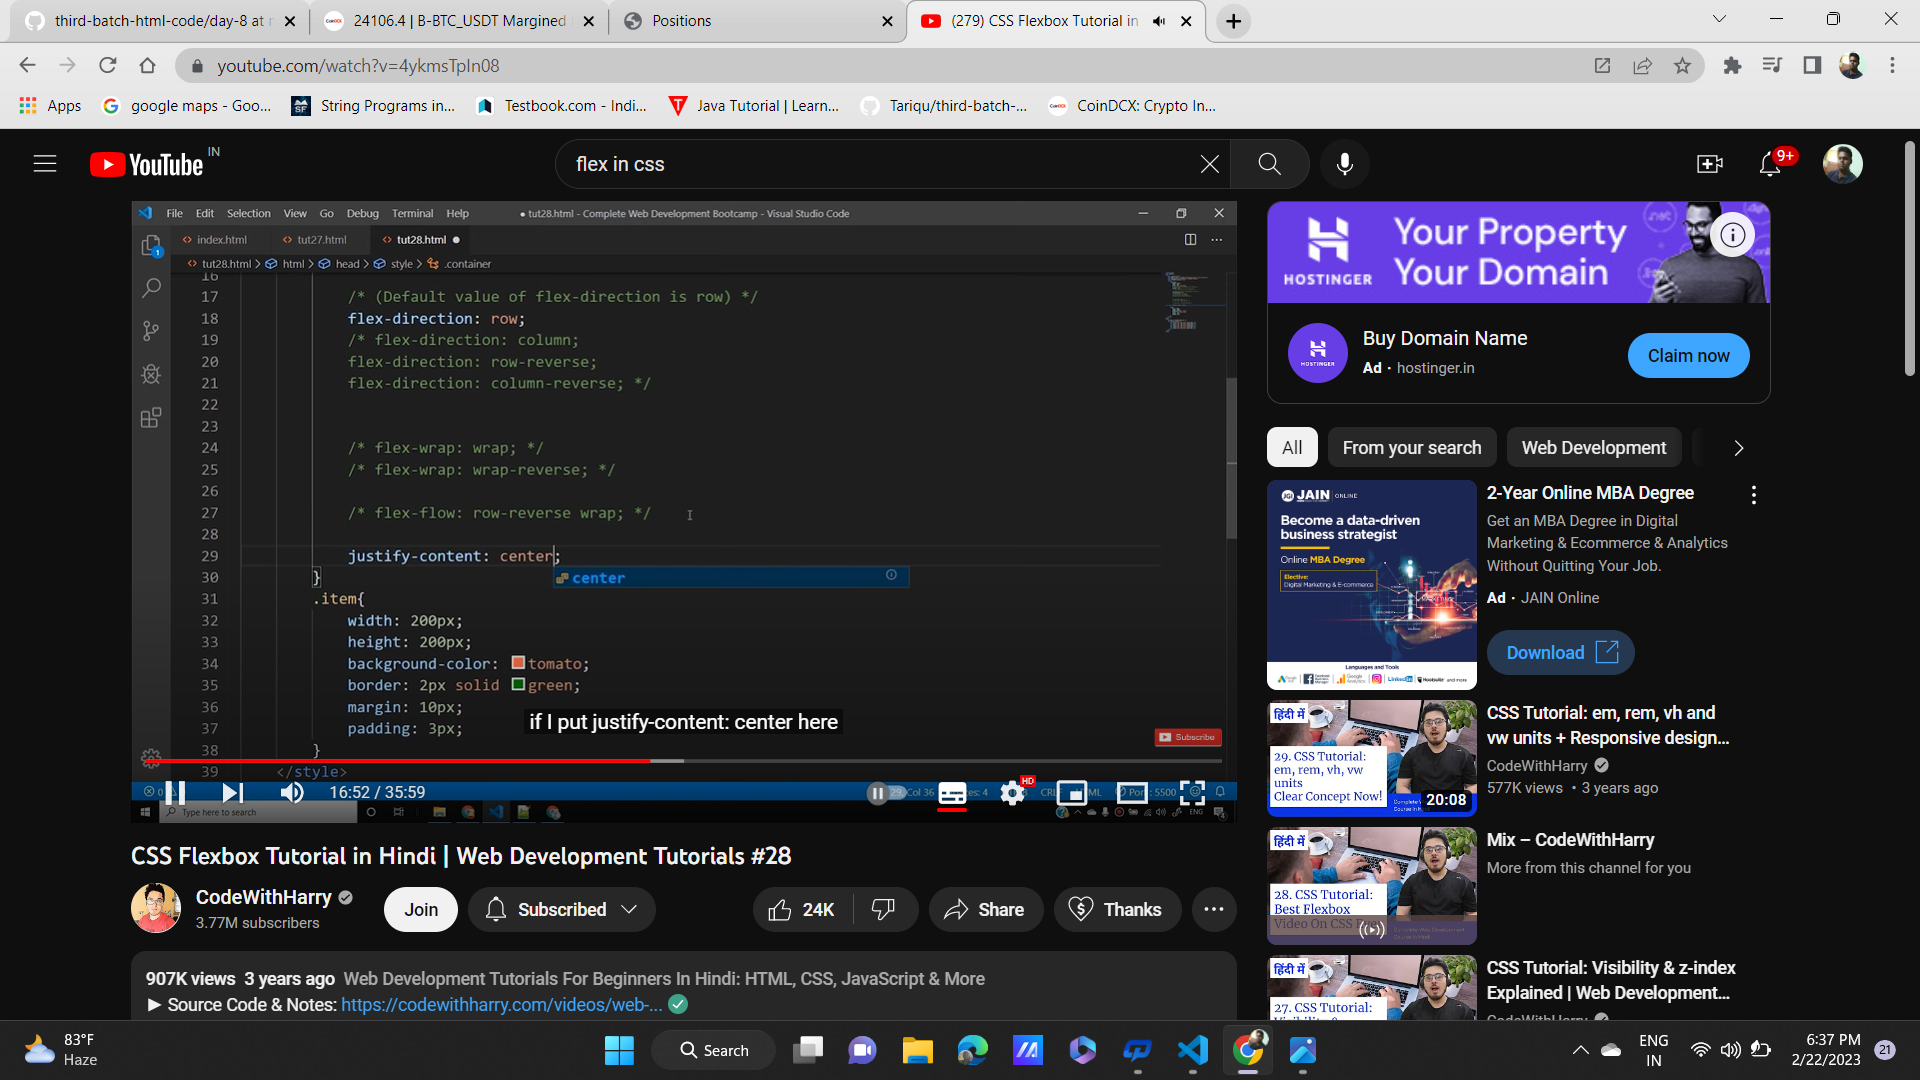 third-batch-html-code/day-8 at r
24106.4 | B-BTC_USDT Margined
Positions
(279) CSS Flexbox Tutorial in
youtube.com/watch?v=4ykmsTpIn08
Apps
google maps - Goo...
String Programs in...
Testbook.com - Indi...
Java Tutorial | Learn...
Tariqu/third-batch-...
CoinDCX: Crypto In...
YouTube IN
flex in css
9+
File Edit Selection View Go Debug Terminal Help
● tut28.html - Complete Web Development Bootcamp - Visual Studio Code
index.html
tut27.html
tut28.html ●
tut28.html > html > head > style > .container
16
17 /* (Default value of flex-direction is row) */
18 flex-direction: row;
19 /* flex-direction: column;
20 flex-direction: row-reverse;
21 flex-direction: column-reverse; */
22
23
24 /* flex-wrap: wrap; */
25 /* flex-wrap: wrap-reverse; */
26
27 /* flex-flow: row-reverse wrap; */
28
29 justify-content: center;
center
30 }
31 .item{
32 width: 200px;
33 height: 200px;
34 background-color: tomato;
35 border: 2px solid green;
36 margin: 10px;
37 padding: 3px;
38 }
39 </style>
if I put justify-content: center here
Subscribe
16:52 / 35:59
HD
Type here to search
ENG
CSS Flexbox Tutorial in Hindi | Web Development Tutorials #28
CodeWithHarry
3.77M subscribers
Join
Subscribed
24K
Share
Thanks
907K views 3 years ago Web Development Tutorials For Beginners In Hindi: HTML, CSS, JavaScript & More
► Source Code & Notes: https://codewithharry.com/videos/web-...
HOSTINGER
Your Property
Your Domain
HOSTINGER
Buy Domain Name
Ad · hostinger.in
Claim now
All
From your search
Web Development
JGI JAIN ONLINE
Become a data-driven
business strategist
Online MBA Degree
Elective:
Digital Marketing & E-commerce
Languages and Tools
2-Year Online MBA Degree
Get an MBA Degree in Digital
Marketing & Ecommerce & Analytics
Without Quitting Your Job.
Ad · JAIN Online
Download
हिंदी में
29. CSS Tutorial:
em, rem, vh, vw
units
Clear Concept Now!
20:08
CSS Tutorial: em, rem, vh and
vw units + Responsive design...
CodeWithHarry
577K views • 3 years ago
हिंदी में
28. CSS Tutorial:
Best Flexbox
Video On CSS Ever
Mix – CodeWithHarry
More from this channel for you
हिंदी में
27. CSS Tutorial:
CSS Tutorial: Visibility & z-index
Explained | Web Development...
CodeWithHarry
83°F
Haze
Search
ENG
IN
6:37 PM
2/22/2023
21